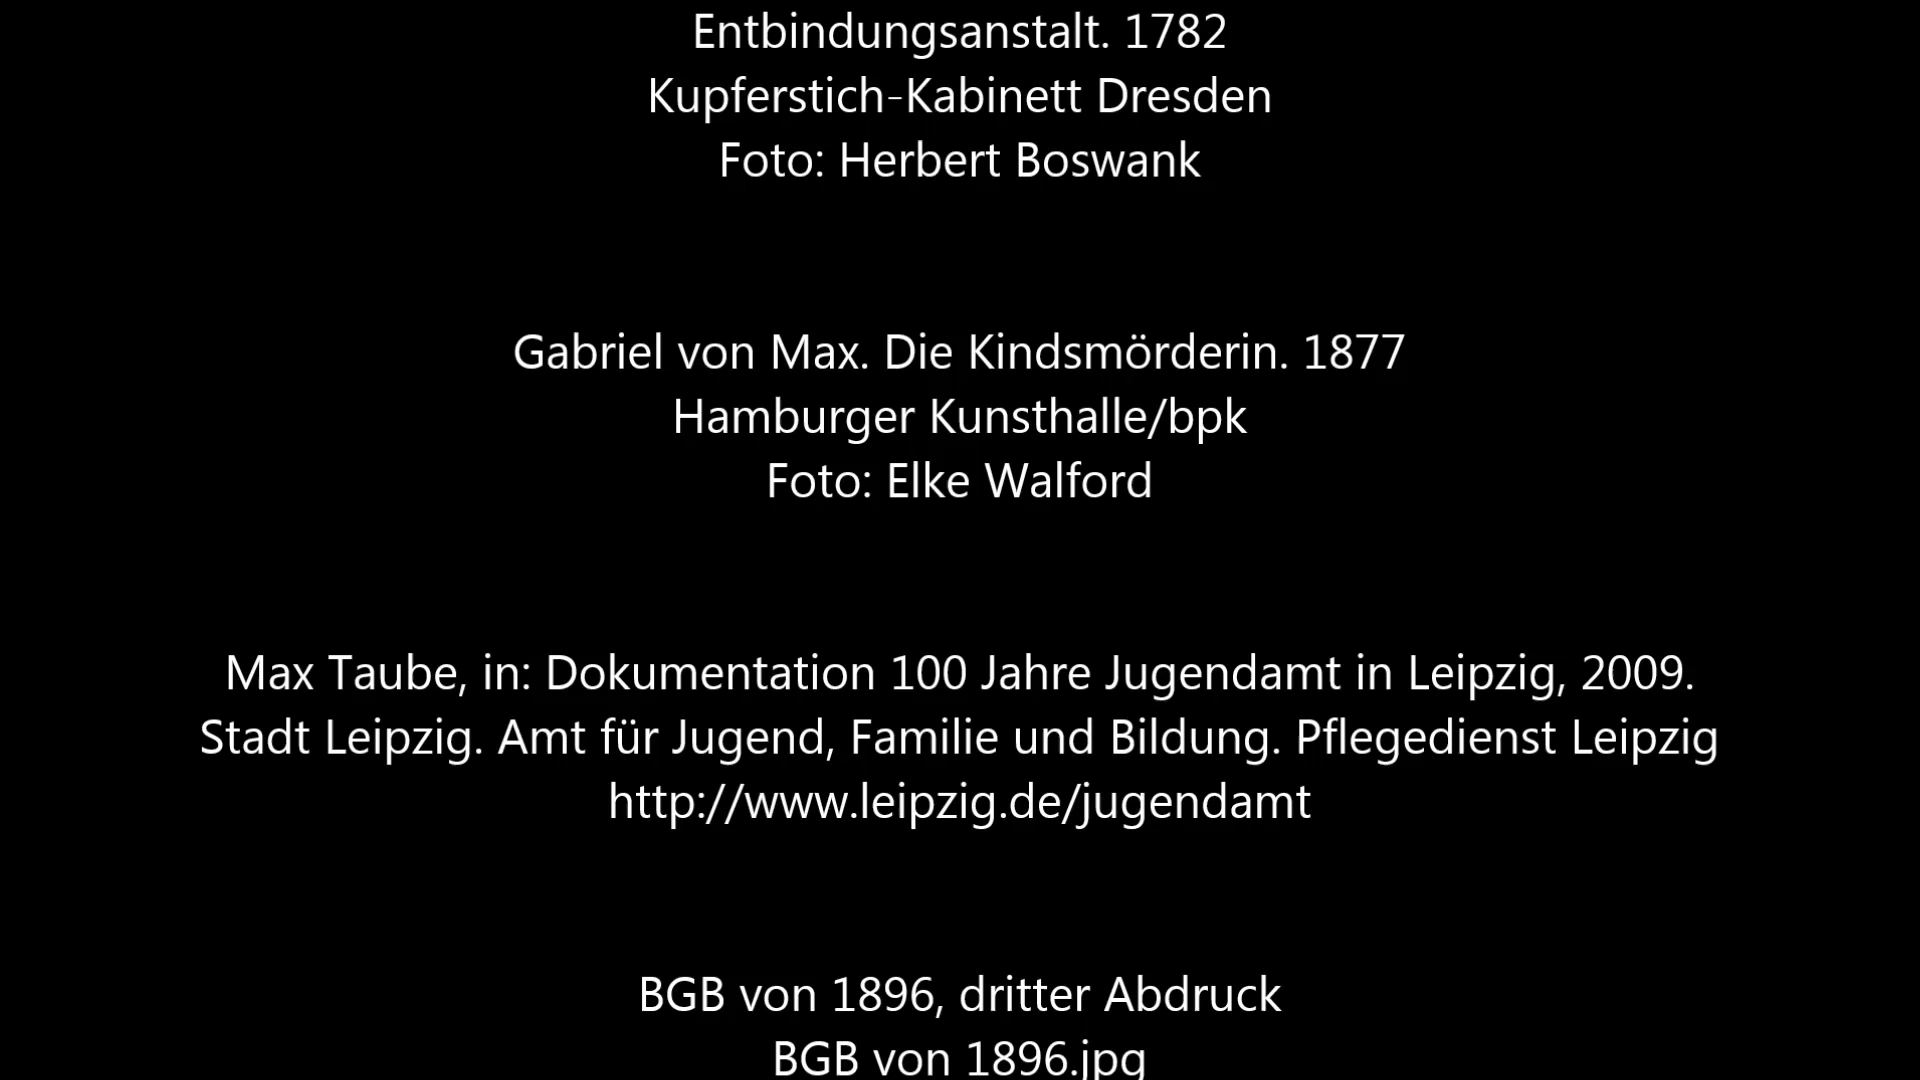 Entbindungsanstalt. 1782
Kupferstich-Kabinett Dresden
Foto: Herbert Boswank
Gabriel von Max. Die Kindsmörderin. 1877
Hamburger Kunsthalle/bpk
Foto: Elke Walford
Max Taube, in: Dokumentation 100 Jahre Jugendamt in Leipzig, 2009.
Stadt Leipzig. Amt für Jugend, Familie und Bildung. Pflegedienst Leipzig
http://www.leipzig.de/jugendamt
BGB von 1896, dritter Abdruck
BGB von 1896.jpg